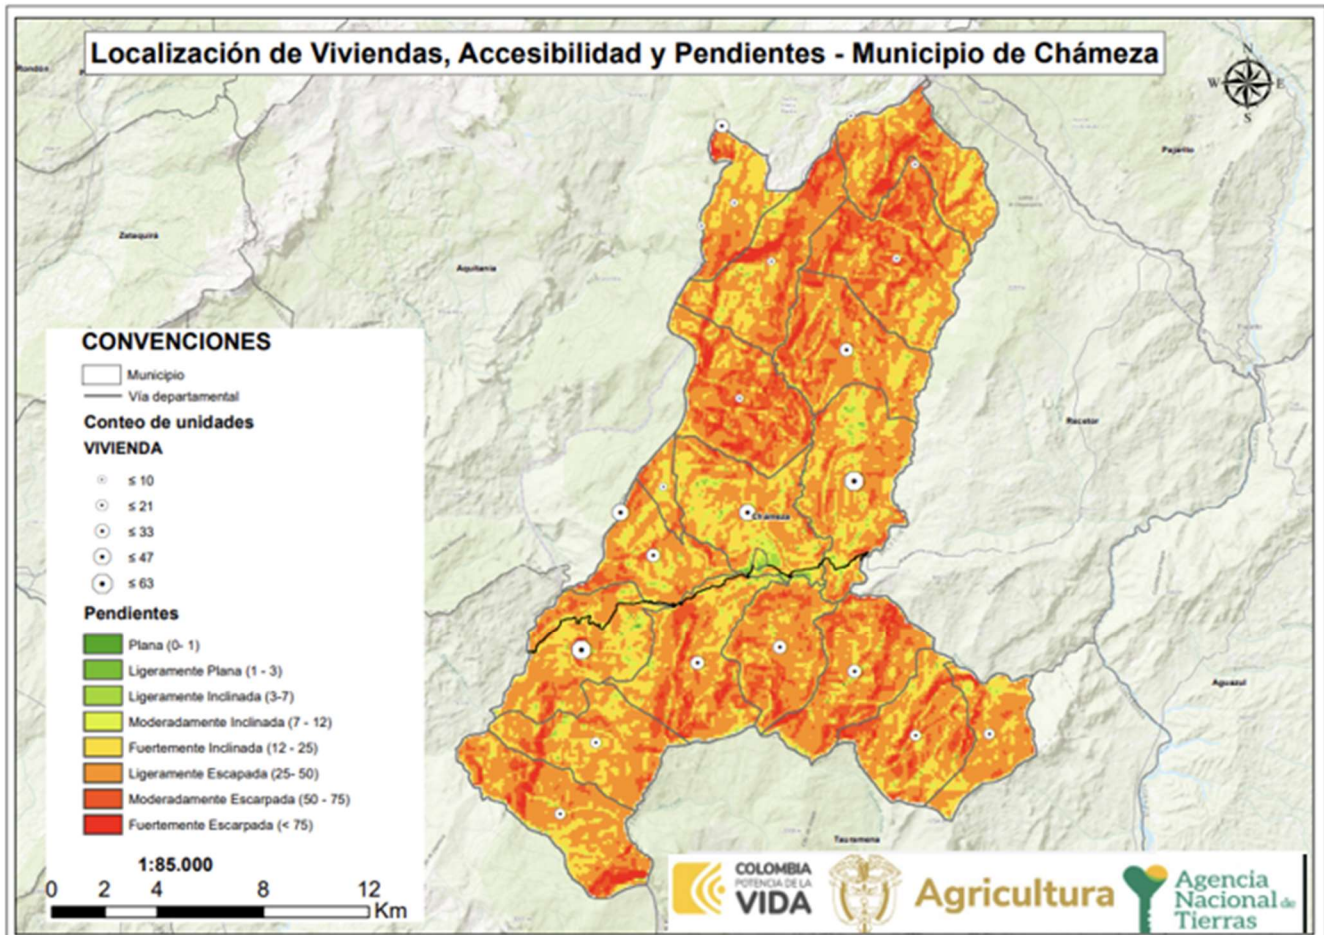 Localización de Viviendas, Accesibilidad y Pendientes - Municipio de Chámeza
N
W
E
S
Rondón
Pajarito
Zetaquirá
Aquitania
Recetor
Chámeza
Aguazul
Tauramena
CONVENCIONES
Municipio
Vía departamental
Conteo de unidades
VIVIENDA
≤ 10
≤ 21
≤ 33
≤ 47
≤ 63
Pendientes
Plana (0- 1)
Ligeramente Plana (1 - 3)
Ligeramente Inclinada (3-7)
Moderadamente Inclinada (7 - 12)
Fuertemente Inclinada (12 - 25)
Ligeramente Escapada (25- 50)
Moderadamente Escarpada (50 - 75)
Fuertemente Escarpada (< 75)
1:85.000
0 2 4 8 12
Km
COLOMBIA
POTENCIA DE LA
VIDA
Agricultura
Agencia
Nacional de
Tierras